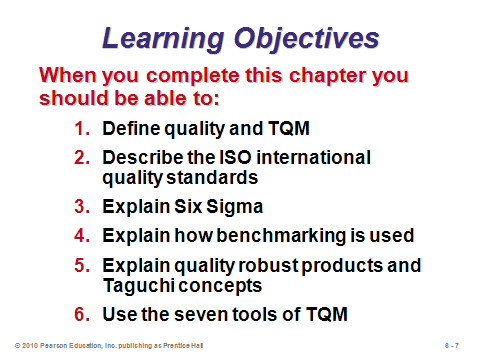 Learning Objectives
When you complete this chapter you
should be able to:
1. Define quality and TQM
2. Describe the ISO international
quality standards
3. Explain Six Sigma
4. Explain how benchmarking is used
5. Explain quality robust products and
Taguchi concepts
6. Use the seven tools of TQM
© 2010 Pearson Education, Inc. publishing as Prentice Hall
6 - 7